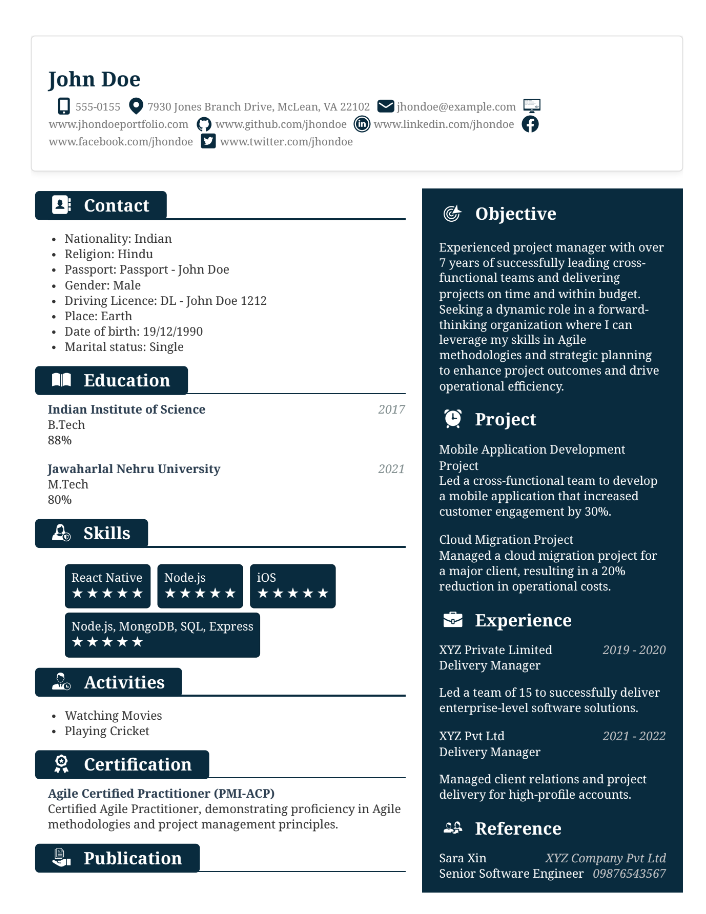 John Doe
555-0155 7930 Jones Branch Drive, McLean, VA 22102 jhondoe@example.com
www.jhondoeportfolio.com www.github.com/jhondoe www.linkedin.com/jhondoe
www.facebook.com/jhondoe www.twitter.com/jhondoe
Contact
• Nationality: Indian
• Religion: Hindu
• Passport: Passport - John Doe
• Gender: Male
• Driving Licence: DL - John Doe 1212
• Place: Earth
• Date of birth: 19/12/1990
• Marital status: Single
Education
Indian Institute of Science 2017
B.Tech
88%
Jawaharlal Nehru University 2021
M.Tech
80%
Skills
React Native Node.js iOS
★★★★★ ★★★★★ ★★★★★
Node.js, MongoDB, SQL, Express
★★★★★
Activities
• Watching Movies
• Playing Cricket
Certification
Agile Certified Practitioner (PMI-ACP)
Certified Agile Practitioner, demonstrating proficiency in Agile
methodologies and project management principles.
Publication
Objective
Experienced project manager with over
7 years of successfully leading cross-
functional teams and delivering
projects on time and within budget.
Seeking a dynamic role in a forward-
thinking organization where I can
leverage my skills in Agile
methodologies and strategic planning
to enhance project outcomes and drive
operational efficiency.
Project
Mobile Application Development
Project
Led a cross-functional team to develop
a mobile application that increased
customer engagement by 30%.
Cloud Migration Project
Managed a cloud migration project for
a major client, resulting in a 20%
reduction in operational costs.
Experience
XYZ Private Limited 2019 - 2020
Delivery Manager
Led a team of 15 to successfully deliver
enterprise-level software solutions.
XYZ Pvt Ltd 2021 - 2022
Delivery Manager
Managed client relations and project
delivery for high-profile accounts.
Reference
Sara Xin XYZ Company Pvt Ltd
Senior Software Engineer 09876543567